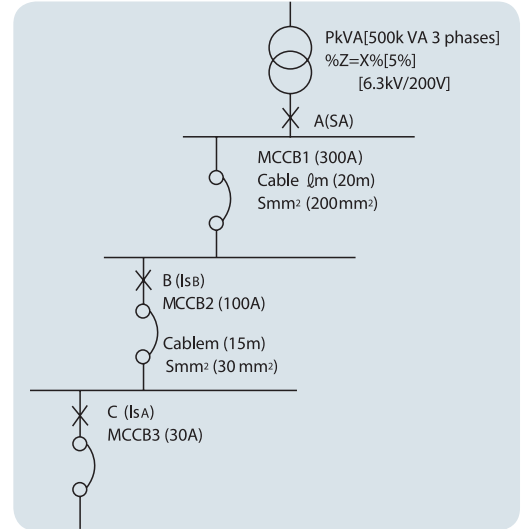 PkVA[500k VA 3 phases]
%Z=X%[5%]
[6.3kV/200V]
A(SA)
MCCB1 (300A)
Cable ℓm (20m)
Smm² (200mm²)
B (IsB)
MCCB2 (100A)
Cablem (15m)
Smm² (30 mm²)
C (IsA)
MCCB3 (30A)